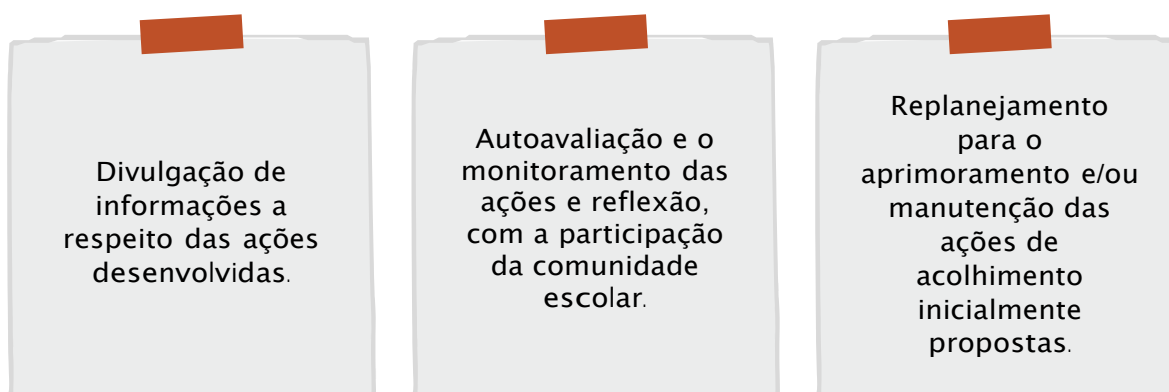 Divulgação de
informações a
respeito das ações
desenvolvidas.
Autoavaliação e o
monitoramento das
ações e reflexão,
com a participação
da comunidade
escolar.
Replanejamento
para o
aprimoramento e/ou
manutenção das
ações de
acolhimento
inicialmente
propostas.